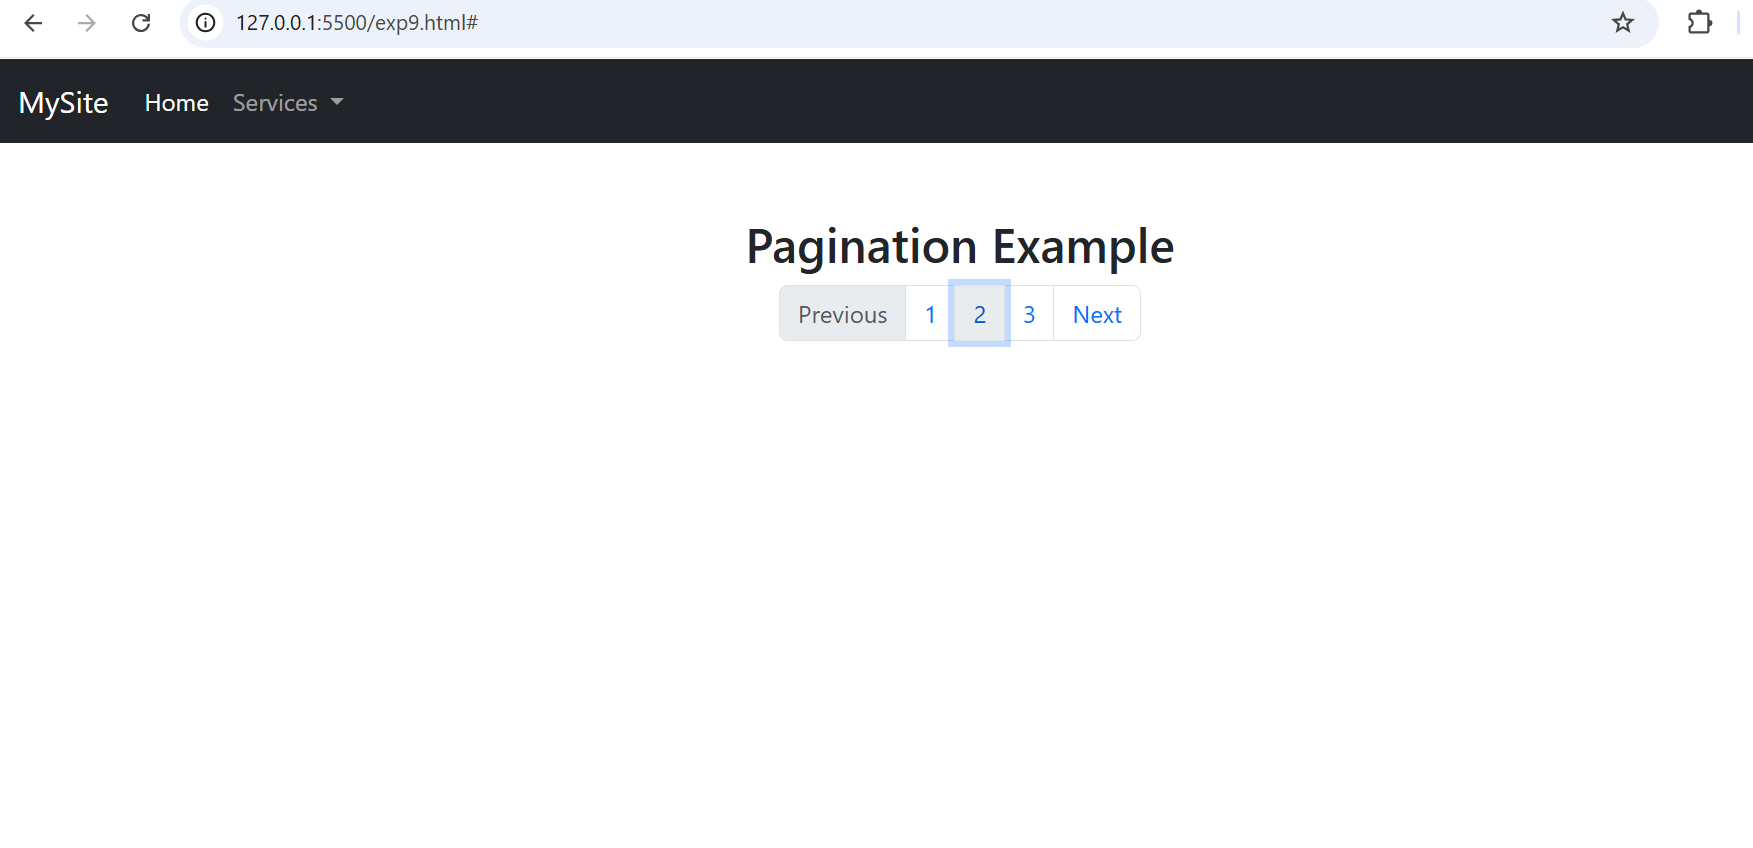 127.0.0.1:5500/exp9.html#
MySite Home Services
Pagination Example
Previous 1 2 3 Next